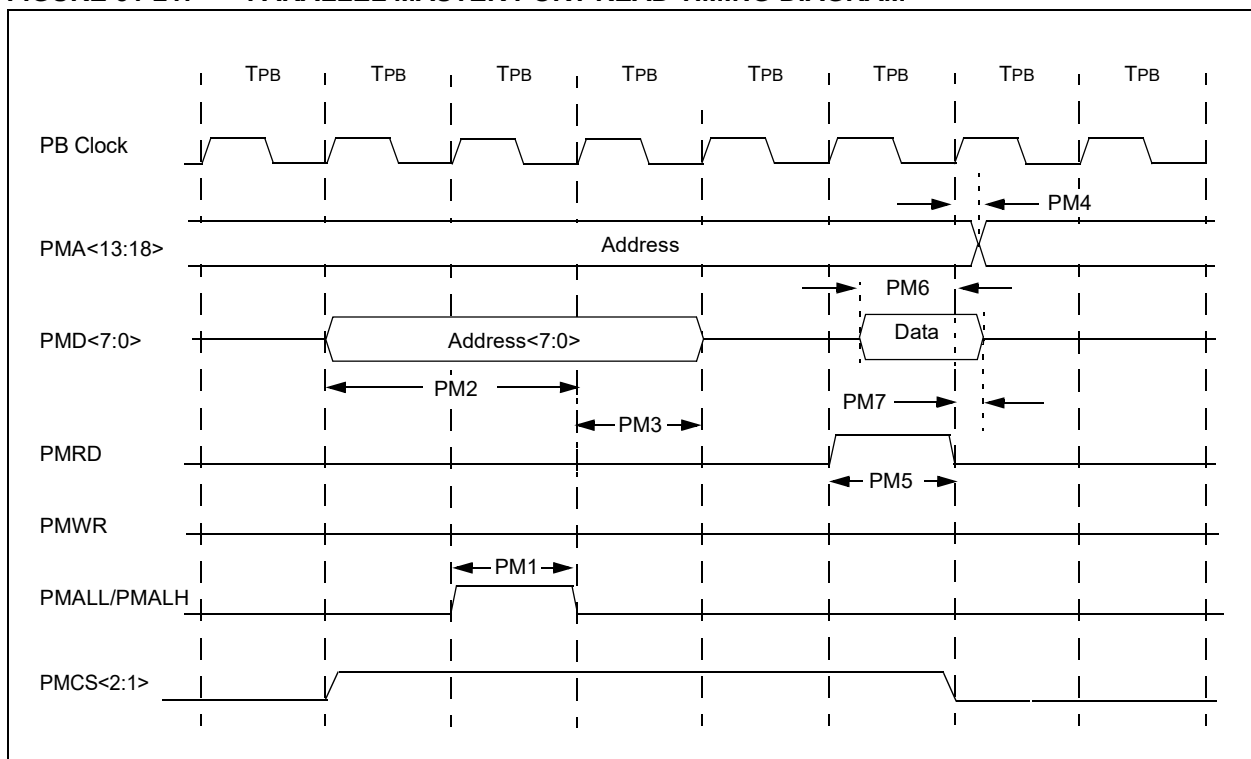 TPB TPB TPB TPB TPB TPB TPB TPB
PB Clock
PM4
PMA<13:18> Address
PM6
PMD<7:0> Address<7:0> Data
PM2
PM7
PM3
PMRD
PM5
PMWR
PM1
PMALL/PMALH
PMCS<2:1>